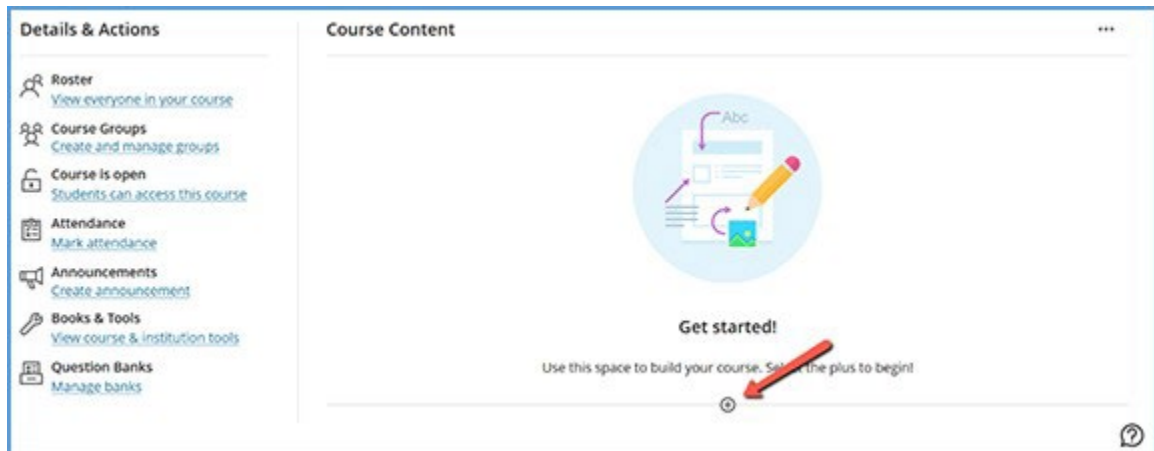 Details & Actions
Roster
View everyone in your course
Course Groups
Create and manage groups
Course is open
Students can access this course
Attendance
Mark attendance
Announcements
Create announcement
Books & Tools
View course & institution tools
Question Banks
Manage banks
Course Content
Abc
Get started!
Use this space to build your course. Select the plus to begin!